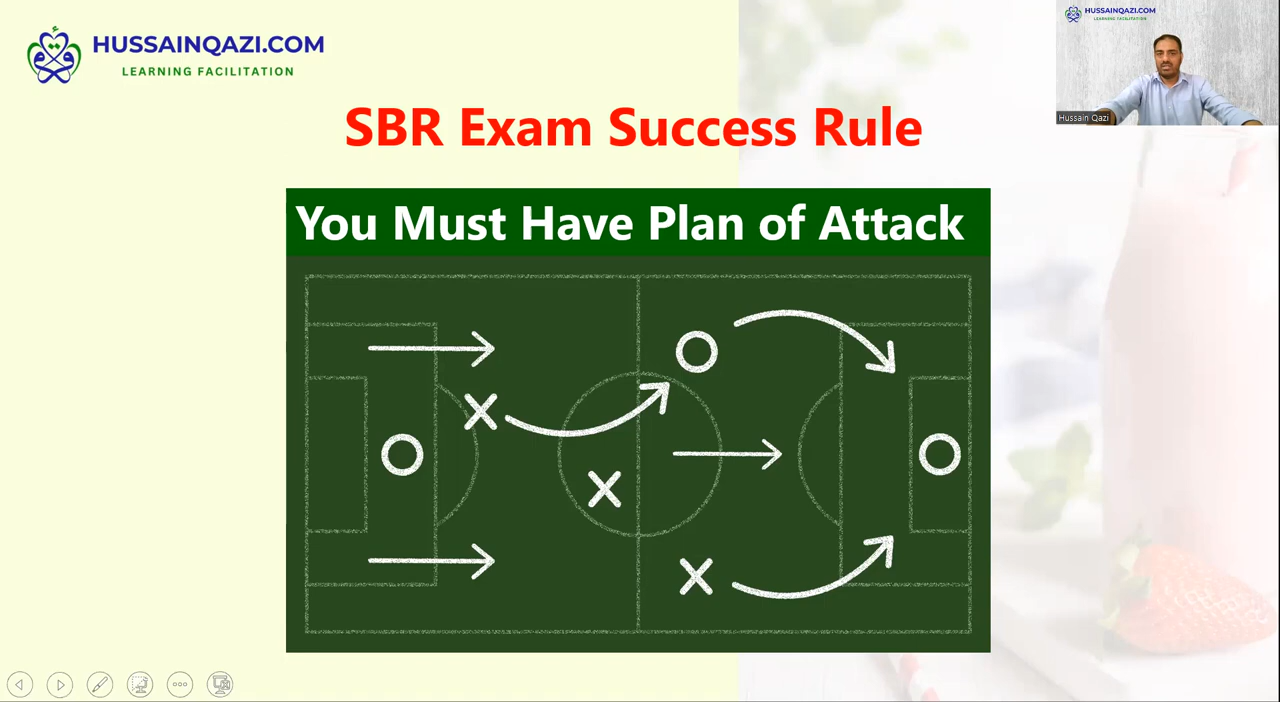 HUSSAINQAZI.COM
LEARNING FACILITATION
HUSSAINQAZI.COM
LEARNING FACILITATION
Hussain Qazi
SBR Exam Success Rule
You Must Have Plan of Attack